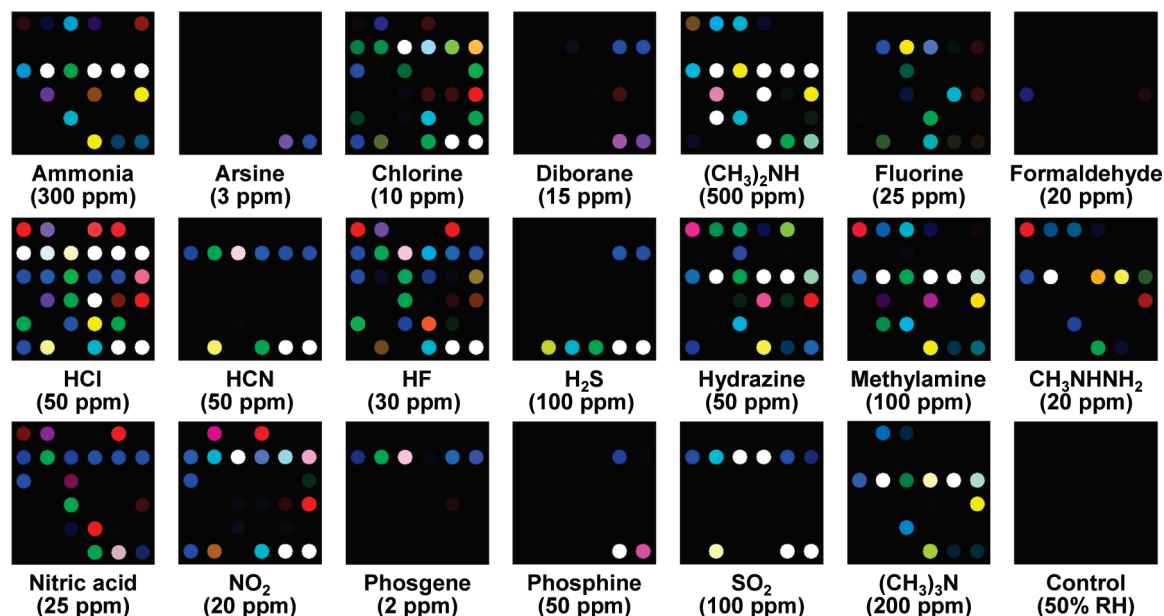 Ammonia Arsine Chlorine Diborane (CH₃)₂NH Fluorine Formaldehyde
(300 ppm) (3 ppm) (10 ppm) (15 ppm) (500 ppm) (25 ppm) (20 ppm)
HCl HCN HF H₂S Hydrazine Methylamine CH₃NHNH₂
(50 ppm) (50 ppm) (30 ppm) (100 ppm) (50 ppm) (100 ppm) (20 ppm)
Nitric acid NO₂ Phosgene Phosphine SO₂ (CH₃)₃N Control
(25 ppm) (20 ppm) (2 ppm) (50 ppm) (100 ppm) (200 ppm) (50% RH)